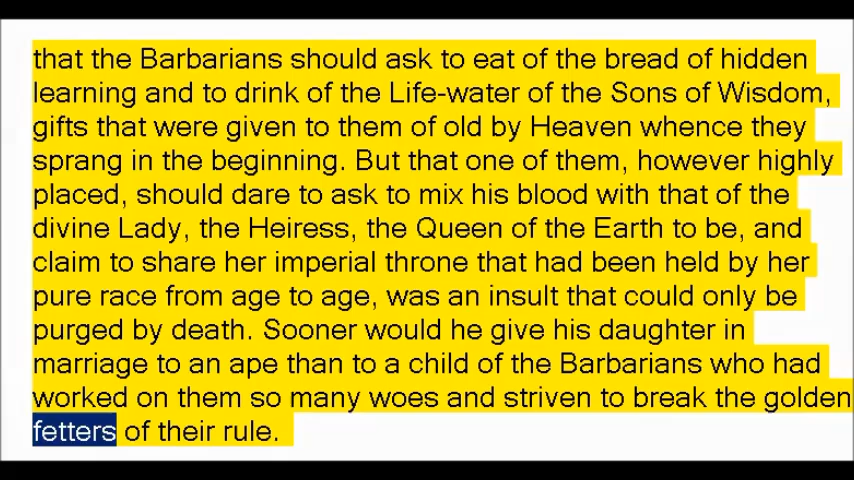 that the Barbarians should ask to eat of the bread of hidden
learning and to drink of the Life-water of the Sons of Wisdom,
gifts that were given to them of old by Heaven whence they
sprang in the beginning. But that one of them, however highly
placed, should dare to ask to mix his blood with that of the
divine Lady, the Heiress, the Queen of the Earth to be, and
claim to share her imperial throne that had been held by her
pure race from age to age, was an insult that could only be
purged by death. Sooner would he give his daughter in
marriage to an ape than to a child of the Barbarians who had
worked on them so many woes and striven to break the golden
fetters of their rule.